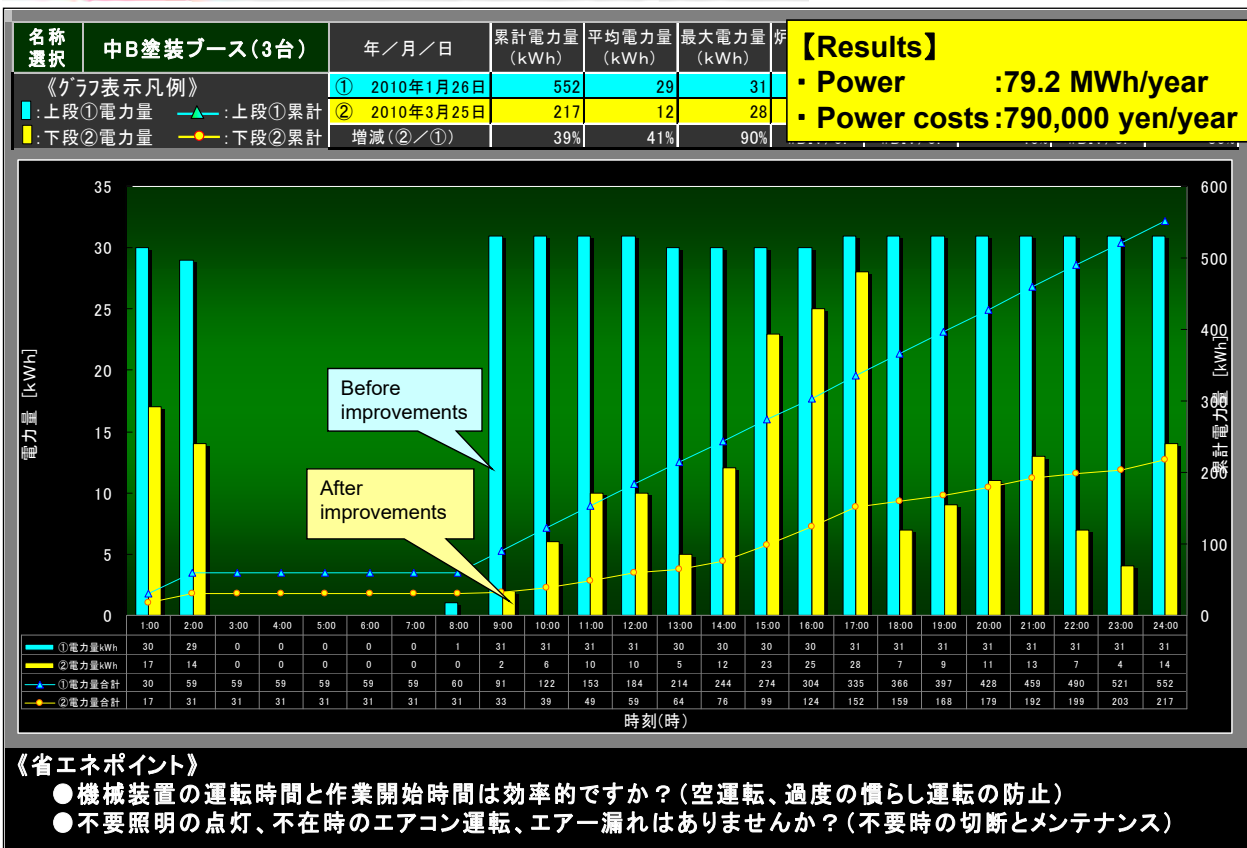 名称選択 中B塗装ブース(3台) 年／月／日 累計電力量(kWh) 平均電力量(kWh) 最大電力量(kWh)
《グラフ表示凡例》 ① 2010年1月26日 552 29 31
:上段①電力量 :上段①累計 ② 2010年3月25日 217 12 28
:下段②電力量 :下段②累計 増減(②／①) 39% 41% 90%
【Results】
・Power :79.2 MWh/year
・Power costs:790,000 yen/year
電力量 [kWh]
35
30
25
20
15
10
5
0
累計電力量 [kWh]
600
500
400
300
200
100
0
Before
improvements
After
improvements
1:00 2:00 3:00 4:00 5:00 6:00 7:00 8:00 9:00 10:00 11:00 12:00 13:00 14:00 15:00 16:00 17:00 18:00 19:00 20:00 21:00 22:00 23:00 24:00
①電力量kWh 30 29 0 0 0 0 0 1 31 31 31 31 30 30 30 30 31 31 31 31 31 31 31 31
②電力量kWh 17 14 0 0 0 0 0 0 2 6 10 10 5 12 23 25 28 7 9 11 13 7 4 14
①電力量合計 30 59 59 59 59 59 59 60 91 122 153 184 214 244 274 304 335 366 397 428 459 490 521 552
②電力量合計 17 31 31 31 31 31 31 31 33 39 49 59 64 76 99 124 152 159 168 179 192 199 203 217
時刻(時)
《省エネポイント》
●機械装置の運転時間と作業開始時間は効率的ですか？(空運転、過度の慣らし運転の防止)
●不要照明の点灯、不在時のエアコン運転、エアー漏れはありませんか？(不要時の切断とメンテナンス)